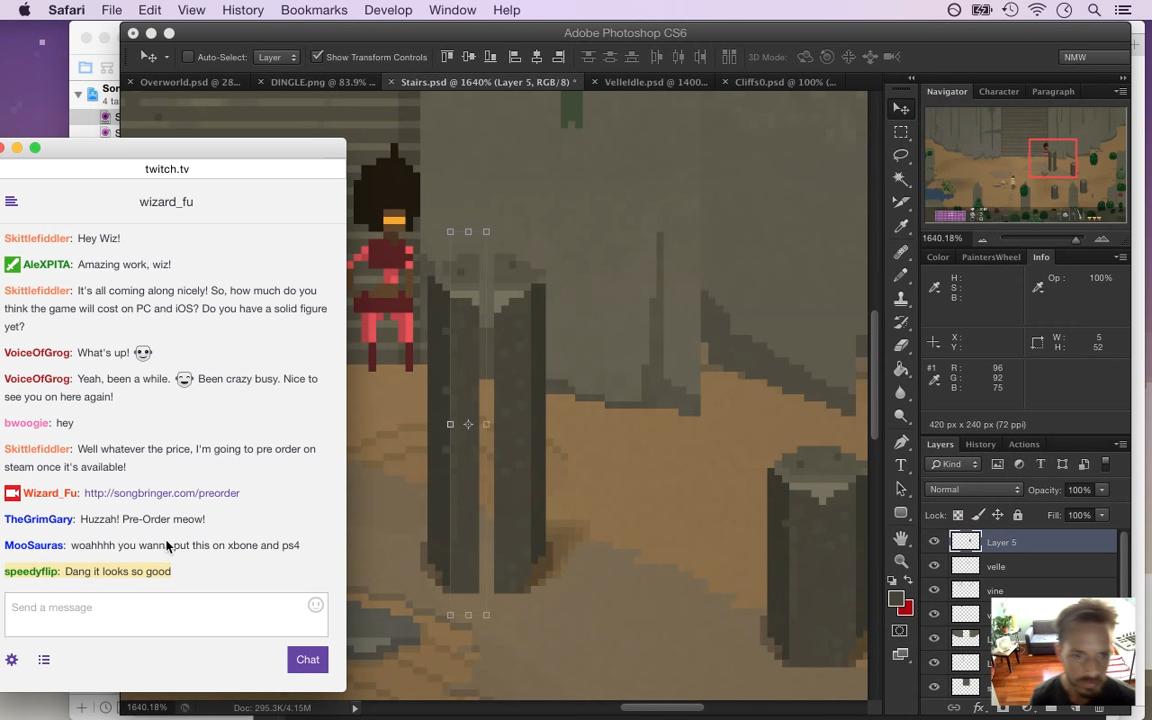 Safari File Edit View History Bookmarks Develop Window Help
Adobe Photoshop CS6
Auto-Select: Layer Show Transform Controls 3D Mode: NMW
Overworld.psd @ 28... DINGLE.png @ 83.9% ... Stairs.psd @ 1640% (Layer 5, RGB/8) * VelleIdle.psd @ 1400... Cliffs0.psd @ 100% (...
Son
4 ta
S
S
twitch.tv
wizard_fu
Skittlefiddler: Hey Wiz!
AleXPITA: Amazing work, wiz!
Skittlefiddler: It's all coming along nicely! So, how much do you
think the game will cost on PC and iOS? Do you have a solid figure
yet?
VoiceOfGrog: What's up!
VoiceOfGrog: Yeah, been a while. Been crazy busy. Nice to
see you on here again!
bwoogie: hey
Skittlefiddler: Well whatever the price, I'm going to pre order on
steam once it's available!
Wizard_Fu: http://songbringer.com/preorder
TheGrimGary: Huzzah! Pre-Order meow!
MooSauras: woahhhh you wanna put this on xbone and ps4
speedyflip: Dang it looks so good
Send a message
Chat
1640.18% Doc: 295.3K/4.15M
Navigator Character Paragraph
1640.18%
Color PaintersWheel Info
H:
S:
B:
Op: 100%
X:
Y:
W: 5
H: 52
#1 R: 96
G: 92
B: 75
420 px x 240 px (72 ppi)
Layers History Actions
Kind
Normal Opacity: 100%
Lock: Fill: 100%
Layer 5
velle
vine